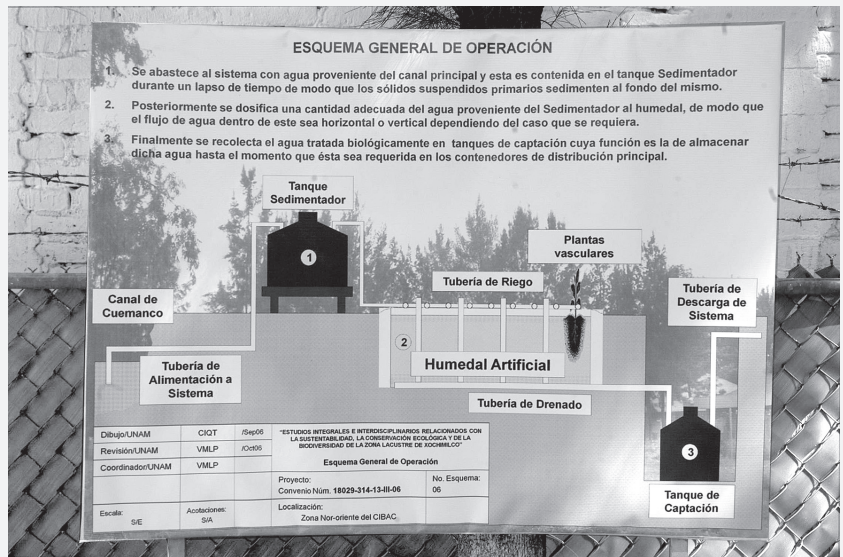 ESQUEMA GENERAL DE OPERACIÓN
1. Se abastece al sistema con agua proveniente del canal principal y esta es contenida en el tanque Sedimentador
durante un lapso de tiempo de modo que los sólidos suspendidos primarios sedimenten al fondo del mismo.
2. Posteriormente se dosifica una cantidad adecuada del agua proveniente del Sedimentador al humedal, de modo que
el flujo de agua dentro de este sea horizontal o vertical dependiendo del caso que se requiera.
3. Finalmente se recolecta el agua tratada biológicamente en tanques de captación cuya función es la de almacenar
dicha agua hasta el momento que ésta sea requerida en los contenedores de distribución principal.
Tanque
Sedimentador
1
Plantas
vasculares
Tubería de Riego
Tubería de
Descarga de
Sistema
Canal de
Cuemanco
2
Humedal Artificial
Tubería de
Alimentación a
Sistema
Tubería de Drenado
3
Tanque de
Captación
Dibujo/UNAM CIQT /Sep06
Revisión/UNAM VMLP /Oct06
Coordinador/UNAM VMLP
Escala:
S/E
Acotaciones:
S/A
"ESTUDIOS INTEGRALES E INTERDISCIPLINARIOS RELACIONADOS CON
LA SUSTENTABILIDAD, LA CONSERVACIÓN ECOLÓGICA Y DE LA
BIODIVERSIDAD DE LA ZONA LACUSTRE DE XOCHIMILCO"
Esquema General de Operación
Proyecto:
Convenio Núm. 18029-314-13-III-06
No. Esquema:
06
Localización:
Zona Nor-oriente del CIBAC